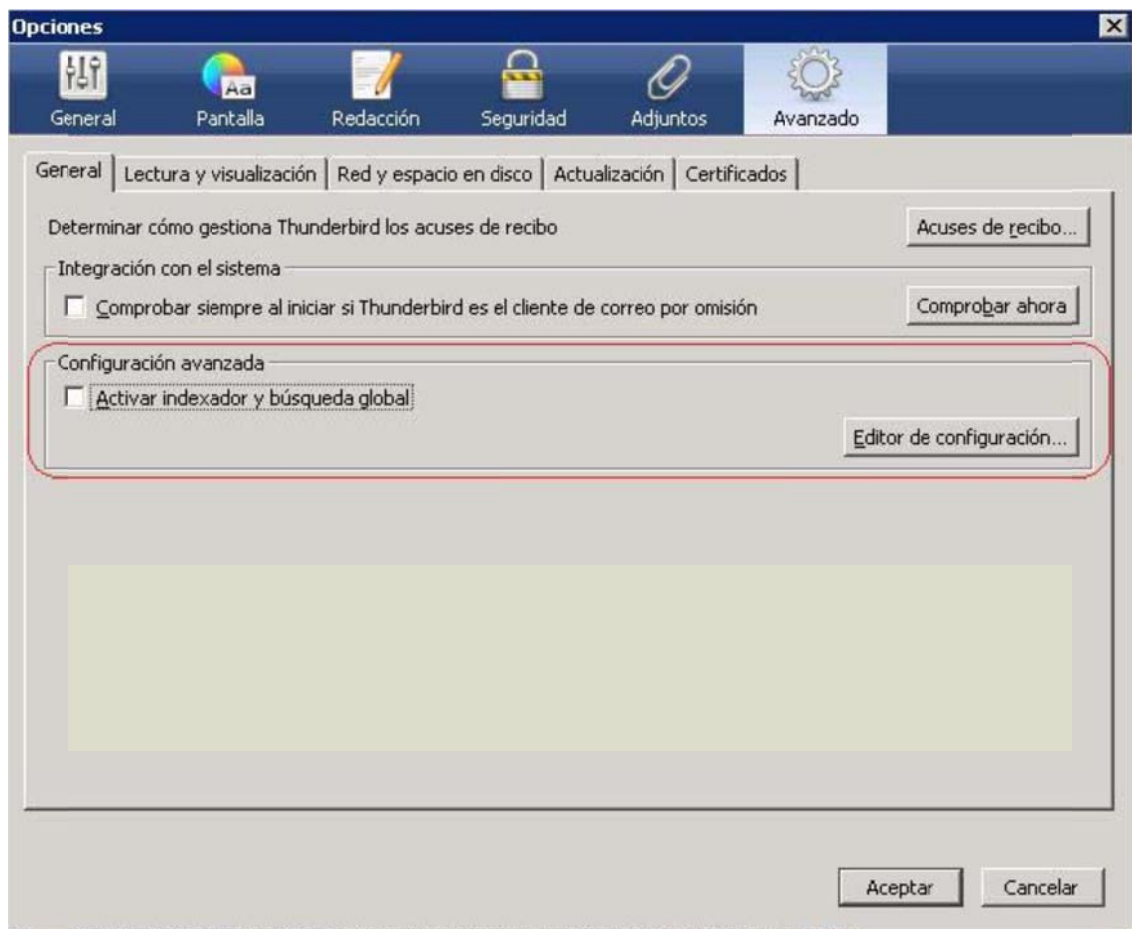 Opciones
General Pantalla Redacción Seguridad Adjuntos Avanzado
General Lectura y visualización Red y espacio en disco Actualización Certificados
Determinar cómo gestiona Thunderbird los acuses de recibo Acuses de recibo...
Integración con el sistema
Comprobar siempre al iniciar si Thunderbird es el cliente de correo por omisión Comprobar ahora
Configuración avanzada
Activar indexador y búsqueda global
Editor de configuración...
Aceptar Cancelar